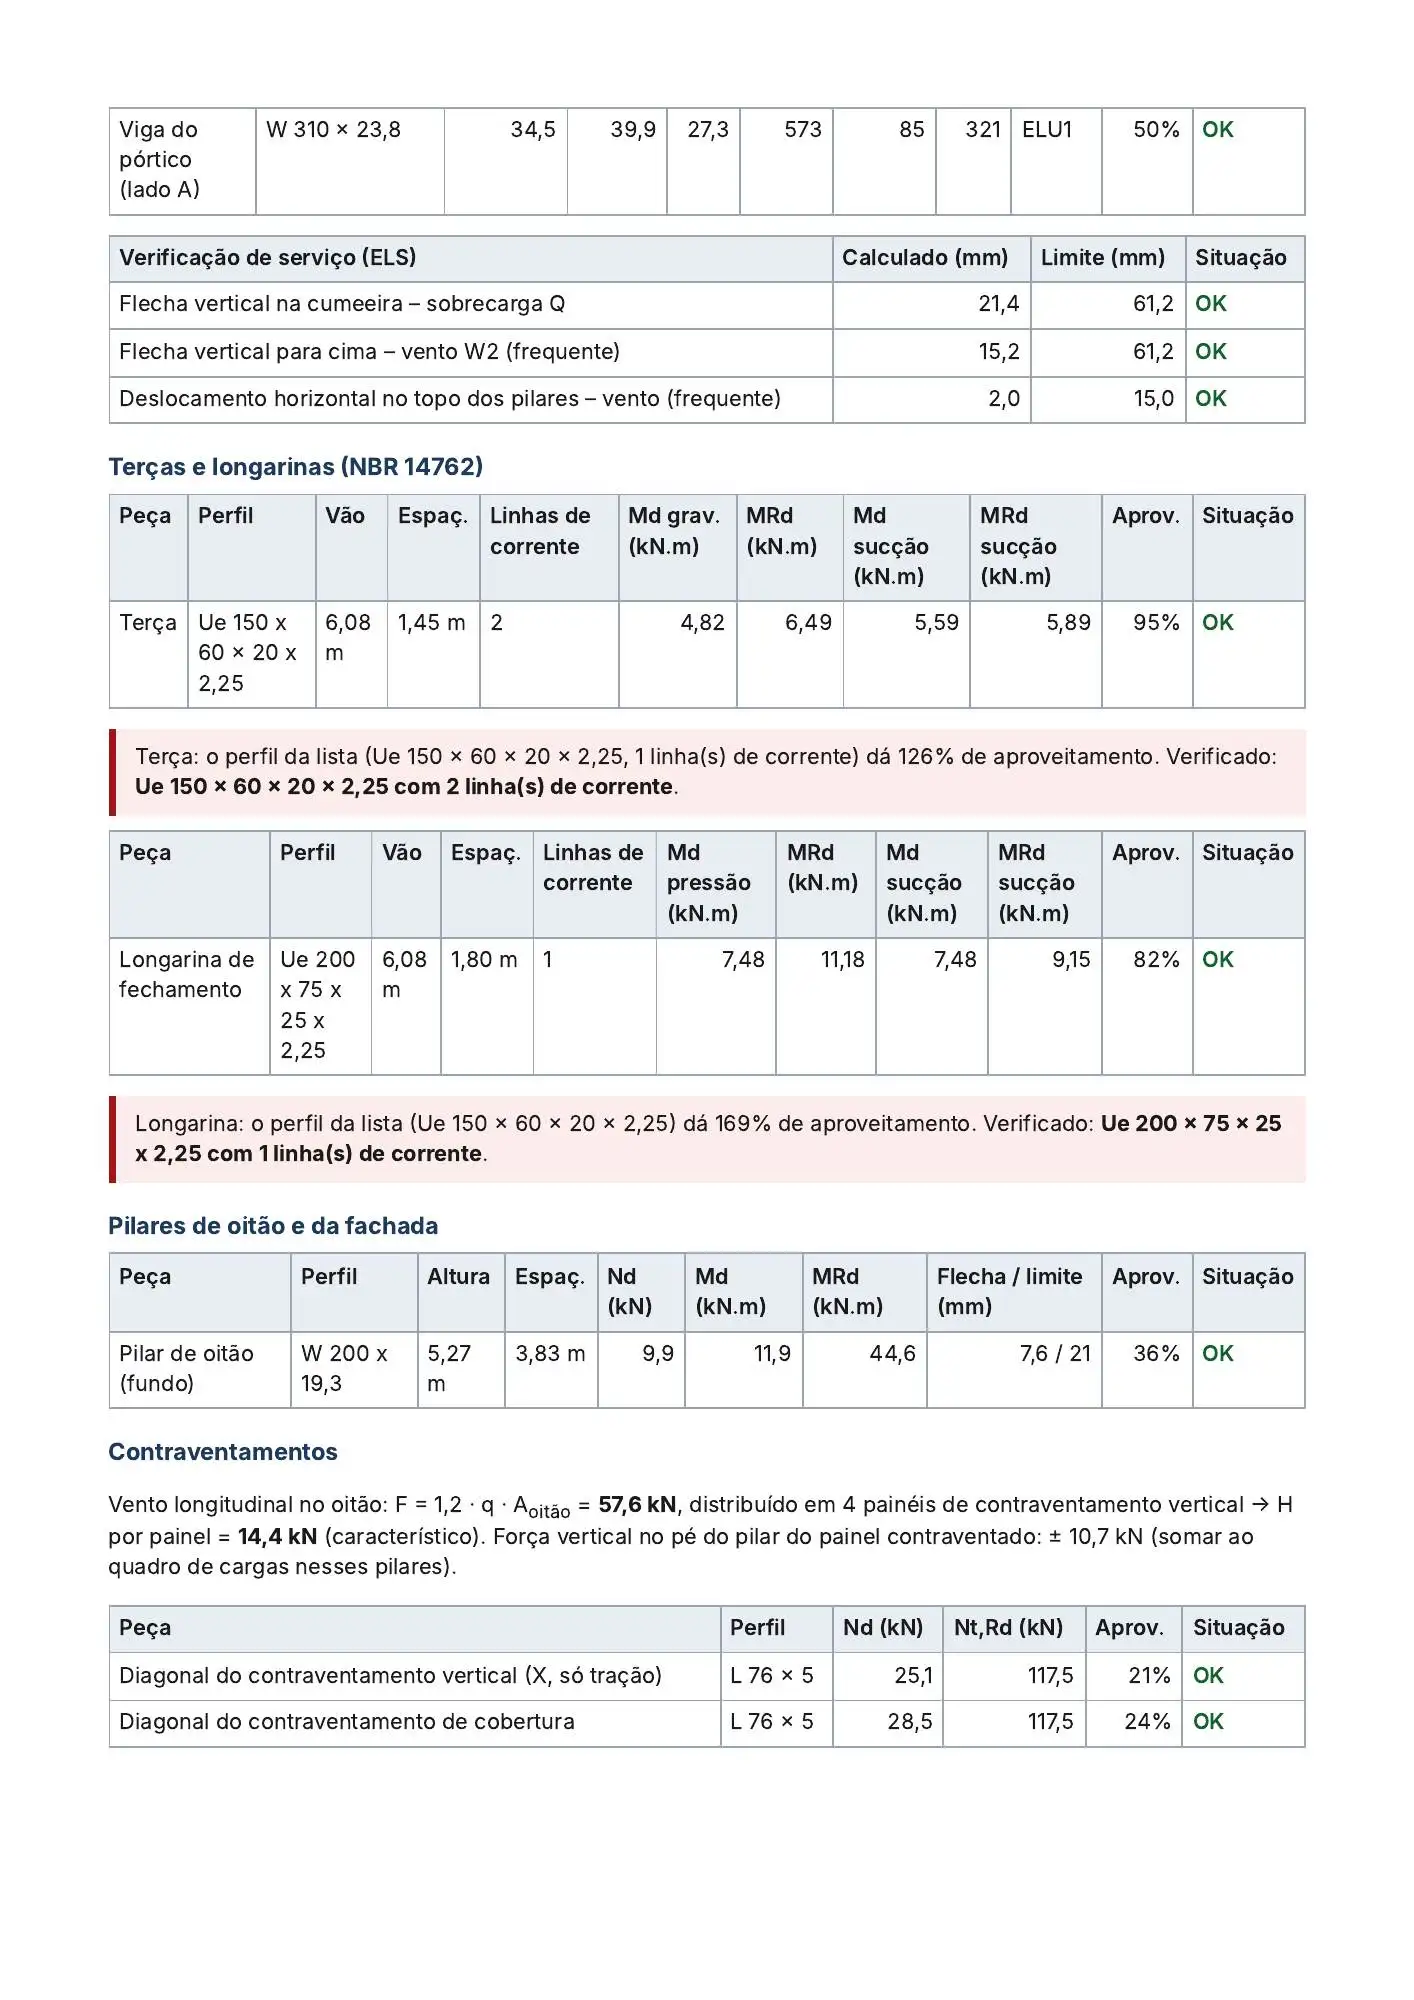 Viga do pórtico (lado A) W 310 × 23,8 34,5 39,9 27,3 573 85 321 ELU1 50% OK
Verificação de serviço (ELS) Calculado (mm) Limite (mm) Situação
Flecha vertical na cumeeira – sobrecarga Q 21,4 61,2 OK
Flecha vertical para cima – vento W2 (frequente) 15,2 61,2 OK
Deslocamento horizontal no topo dos pilares – vento (frequente) 2,0 15,0 OK
Terças e longarinas (NBR 14762)
Peça Perfil Vão Espaç. Linhas de corrente Md grav. (kN.m) MRd (kN.m) Md sucção (kN.m) MRd sucção (kN.m) Aprov. Situação
Terça Ue 150 x 60 × 20 x 2,25 6,08 m 1,45 m 2 4,82 6,49 5,59 5,89 95% OK
Terça: o perfil da lista (Ue 150 × 60 × 20 × 2,25, 1 linha(s) de corrente) dá 126% de aproveitamento. Verificado:
Ue 150 × 60 × 20 × 2,25 com 2 linha(s) de corrente.
Peça Perfil Vão Espaç. Linhas de corrente Md pressão (kN.m) MRd (kN.m) Md sucção (kN.m) MRd sucção (kN.m) Aprov. Situação
Longarina de fechamento Ue 200 x 75 x 25 x 2,25 6,08 m 1,80 m 1 7,48 11,18 7,48 9,15 82% OK
Longarina: o perfil da lista (Ue 150 × 60 × 20 × 2,25) dá 169% de aproveitamento. Verificado: Ue 200 × 75 × 25
x 2,25 com 1 linha(s) de corrente.
Pilares de oitão e da fachada
Peça Perfil Altura Espaç. Nd (kN) Md (kN.m) MRd (kN.m) Flecha / limite (mm) Aprov. Situação
Pilar de oitão (fundo) W 200 x 19,3 5,27 m 3,83 m 9,9 11,9 44,6 7,6 / 21 36% OK
Contraventamentos
Vento longitudinal no oitão: F = 1,2 · q · Aoitão = 57,6 kN, distribuído em 4 painéis de contraventamento vertical → H
por painel = 14,4 kN (característico). Força vertical no pé do pilar do painel contraventado: ± 10,7 kN (somar ao
quadro de cargas nesses pilares).
Peça Perfil Nd (kN) Nt,Rd (kN) Aprov. Situação
Diagonal do contraventamento vertical (X, só tração) L 76 × 5 25,1 117,5 21% OK
Diagonal do contraventamento de cobertura L 76 × 5 28,5 117,5 24% OK